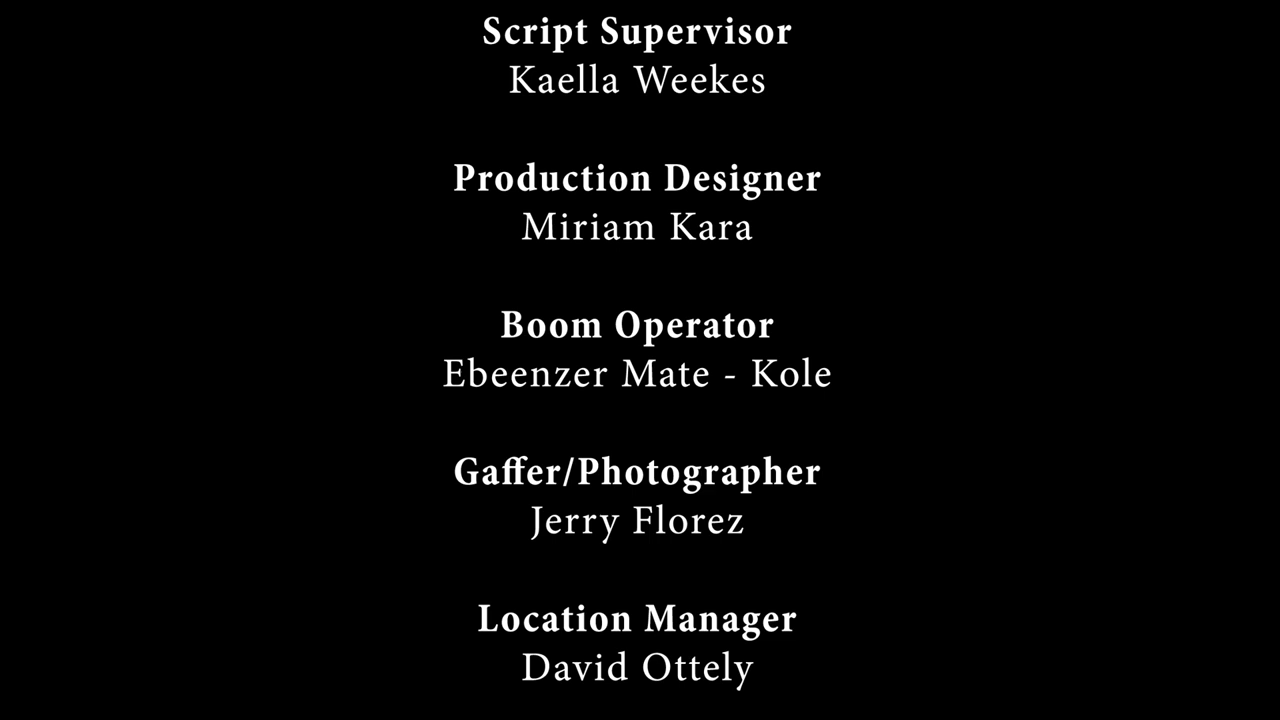 Script Supervisor
Kaella Weekes
Production Designer
Miriam Kara
Boom Operator
Ebeenzer Mate - Kole
Gaffer/Photographer
Jerry Florez
Location Manager
David Ottely